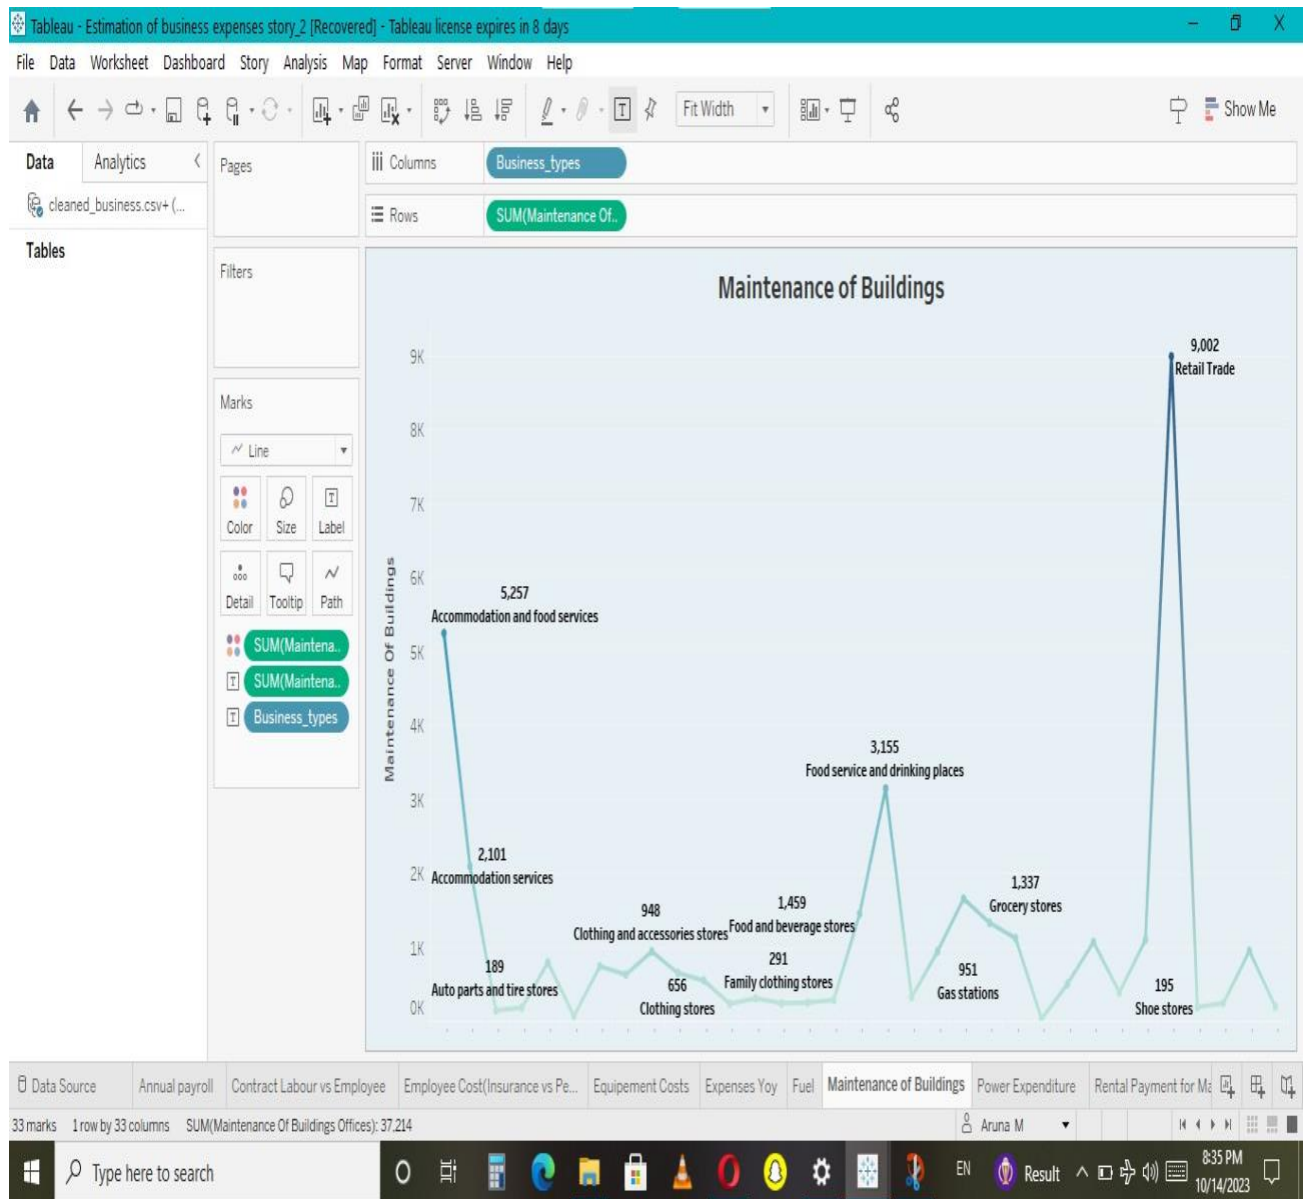 Tableau - Estimation of business expenses story_2 [Recovered] - Tableau license expires in 8 days
File Data Worksheet Dashboard Story Analysis Map Format Server Window Help
Fit Width
Show Me
Data Analytics
cleaned_business.csv+ (...
Tables
Pages
Columns Business_types
Rows SUM(Maintenance Of..
Filters
Marks
Line
Color Size Label
Detail Tooltip Path
SUM(Maintena..
SUM(Maintena..
Business_types
Maintenance of Buildings
Maintenance Of Buildings
9K
8K
7K
6K
5K
4K
3K
2K
1K
0K
9,002
Retail Trade
5,257
Accommodation and food services
3,155
Food service and drinking places
2,101
Accommodation services
1,337
Grocery stores
1,459
Food and beverage stores
948
Clothing and accessories stores
291
Family clothing stores
951
Gas stations
189
Auto parts and tire stores
656
Clothing stores
195
Shoe stores
Data Source Annual payroll Contract Labour vs Employee Employee Cost(Insurance vs Pe... Equipement Costs Expenses Yoy Fuel Maintenance of Buildings Power Expenditure Rental Payment for Ma
33 marks 1 row by 33 columns SUM(Maintenance Of Buildings Offices): 37,214 Aruna M
Type here to search
EN Result
8:35 PM
10/14/2023